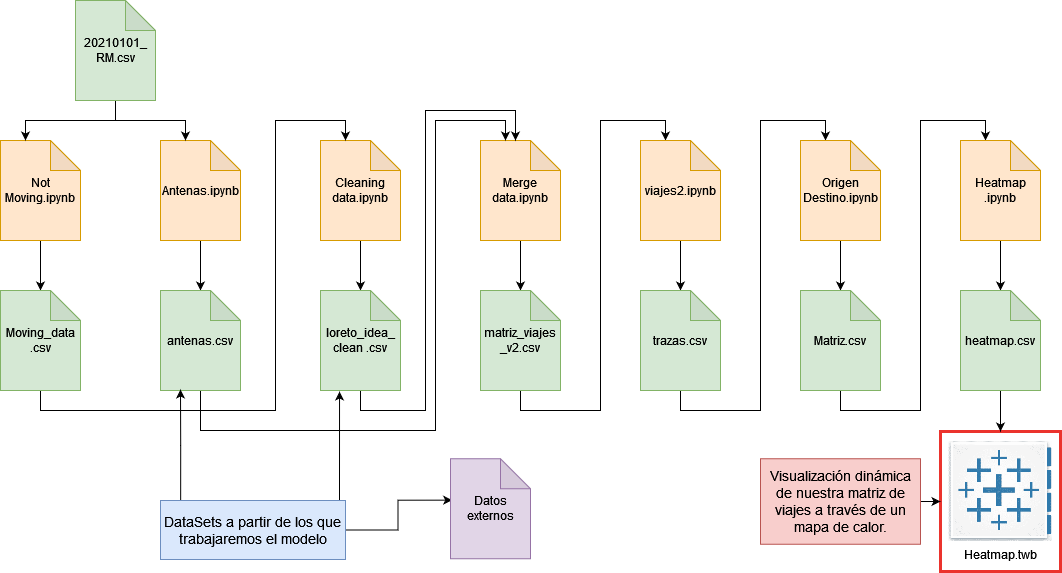 20210101_
RM.csv
Not
Moving.ipynb
Antenas.ipynb
Cleaning
data.ipynb
Merge
data.ipynb
viajes2.ipynb
Origen
Destino.ipynb
Heatmap
.ipynb
Moving_data
.csv
antenas.csv
loreto_idea_
clean .csv
matriz_viajes
_v2.csv
trazas.csv
Matriz.csv
heatmap.csv
DataSets a partir de los que
trabajaremos el modelo
Datos
externos
Visualización dinámica
de nuestra matriz de
viajes a través de un
mapa de calor.
Heatmap.twb